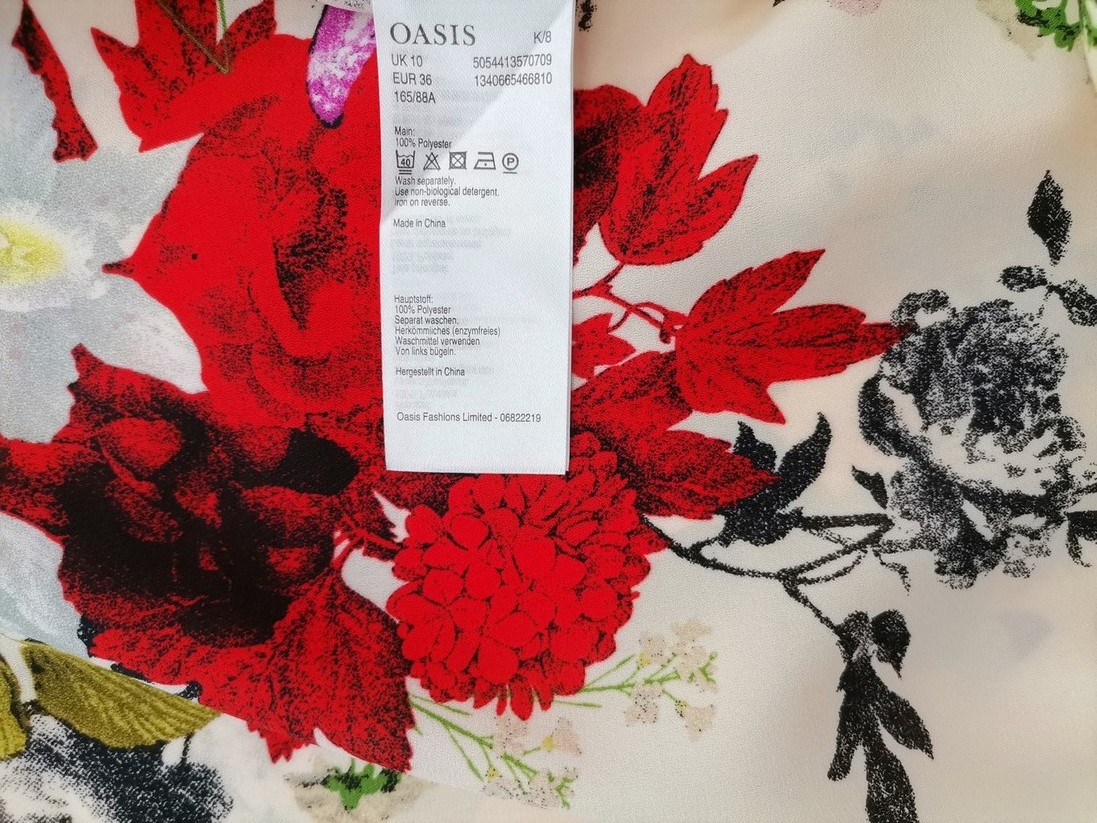 OASIS K/8
UK 10 5054413570709
EUR 36 1340665466810
165/88A
Main:
100% Polyester
40 P
Wash separately.
Use non-biological detergent.
Iron on reverse.
Made in China
Hauptstoff:
100% Polyester
Separat waschen.
Herkömmliches (enzymfreies)
Waschmittel verwenden
Von links bügeln.
Hergestellt in China
Oasis Fashions Limited - 06822219